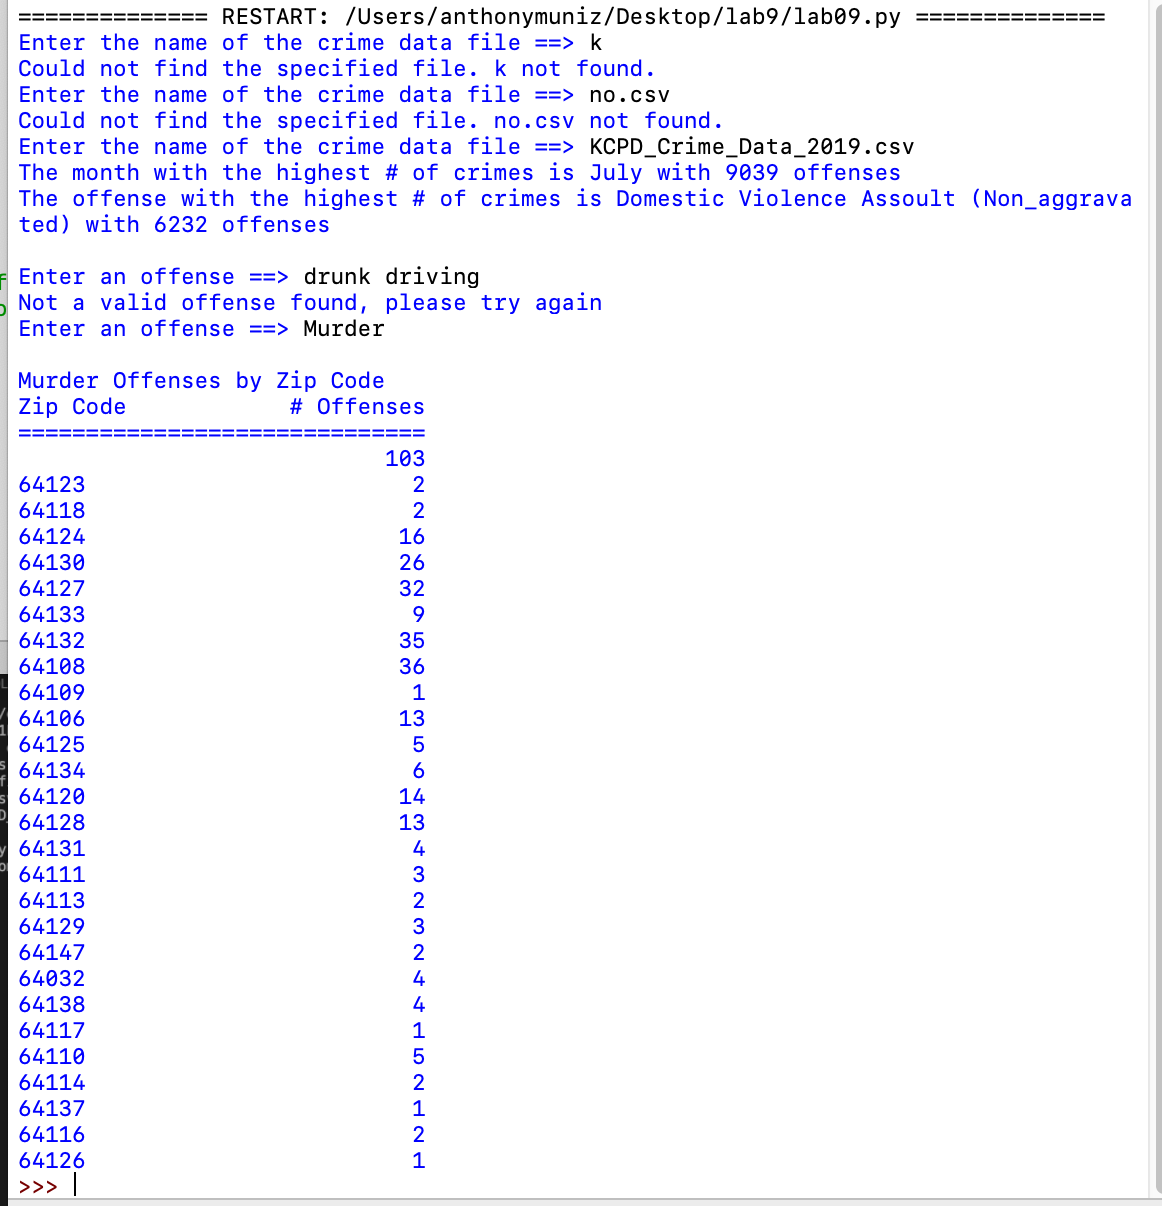 ============== RESTART: /Users/anthonymuniz/Desktop/lab9/lab09.py ==============
Enter the name of the crime data file ==> k
Could not find the specified file. k not found.
Enter the name of the crime data file ==> no.csv
Could not find the specified file. no.csv not found.
Enter the name of the crime data file ==> KCPD_Crime_Data_2019.csv
The month with the highest # of crimes is July with 9039 offenses
The offense with the highest # of crimes is Domestic Violence Assoult (Non_aggrava
ted) with 6232 offenses
Enter an offense ==> drunk driving
Not a valid offense found, please try again
Enter an offense ==> Murder
Murder Offenses by Zip Code
Zip Code            # Offenses
==============================
103
64123 2
64118 2
64124 16
64130 26
64127 32
64133 9
64132 35
64108 36
64109 1
64106 13
64125 5
64134 6
64120 14
64128 13
64131 4
64111 3
64113 2
64129 3
64147 2
64032 4
64138 4
64117 1
64110 5
64114 2
64137 1
64116 2
64126 1
>>>